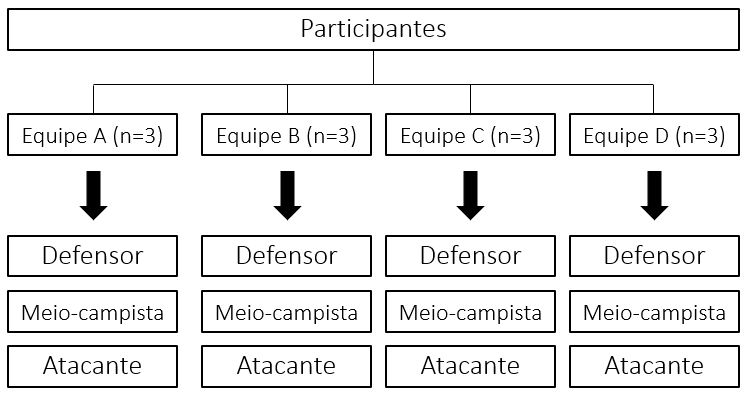 Participantes
Equipe A (n=3)
Equipe B (n=3)
Equipe C (n=3)
Equipe D (n=3)
Defensor
Defensor
Defensor
Defensor
Meio-campista
Meio-campista
Meio-campista
Meio-campista
Atacante
Atacante
Atacante
Atacante